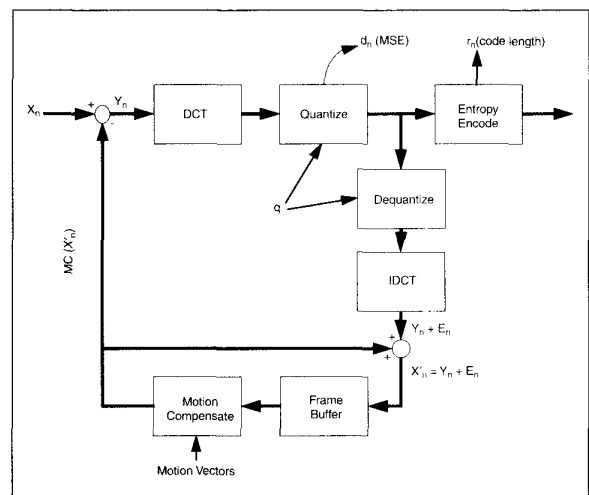 dₙ (MSE)
rₙ(code length)
Xₙ
+
Yₙ
-
DCT
Quantize
Entropy
Encode
q
Dequantize
MC (X'ₙ)
IDCT
Yₙ + Eₙ
+
+
X'ₙ = Yₙ + Eₙ
Motion
Compensate
Frame
Buffer
Motion Vectors